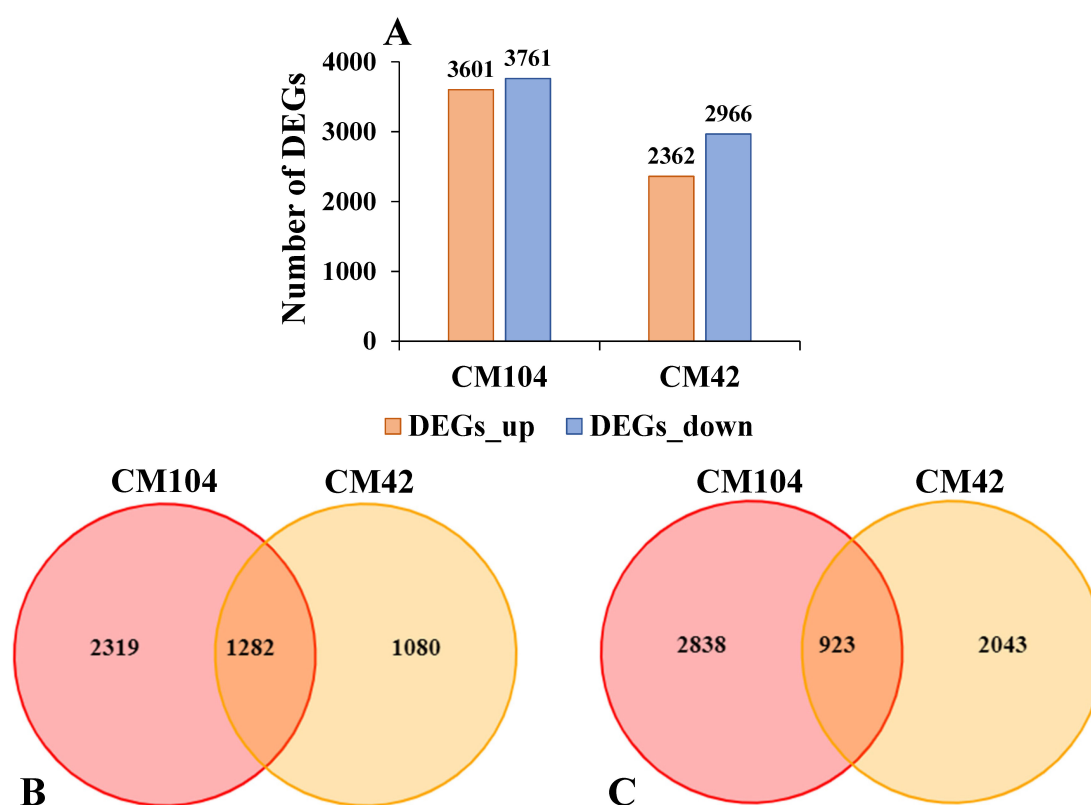 A
Number of DEGs
4000
3000
2000
1000
0
3601
3761
2362
2966
CM104
CM42
DEGs_up
DEGs_down
CM104
CM42
2319
1282
1080
B
CM104
CM42
2838
923
2043
C